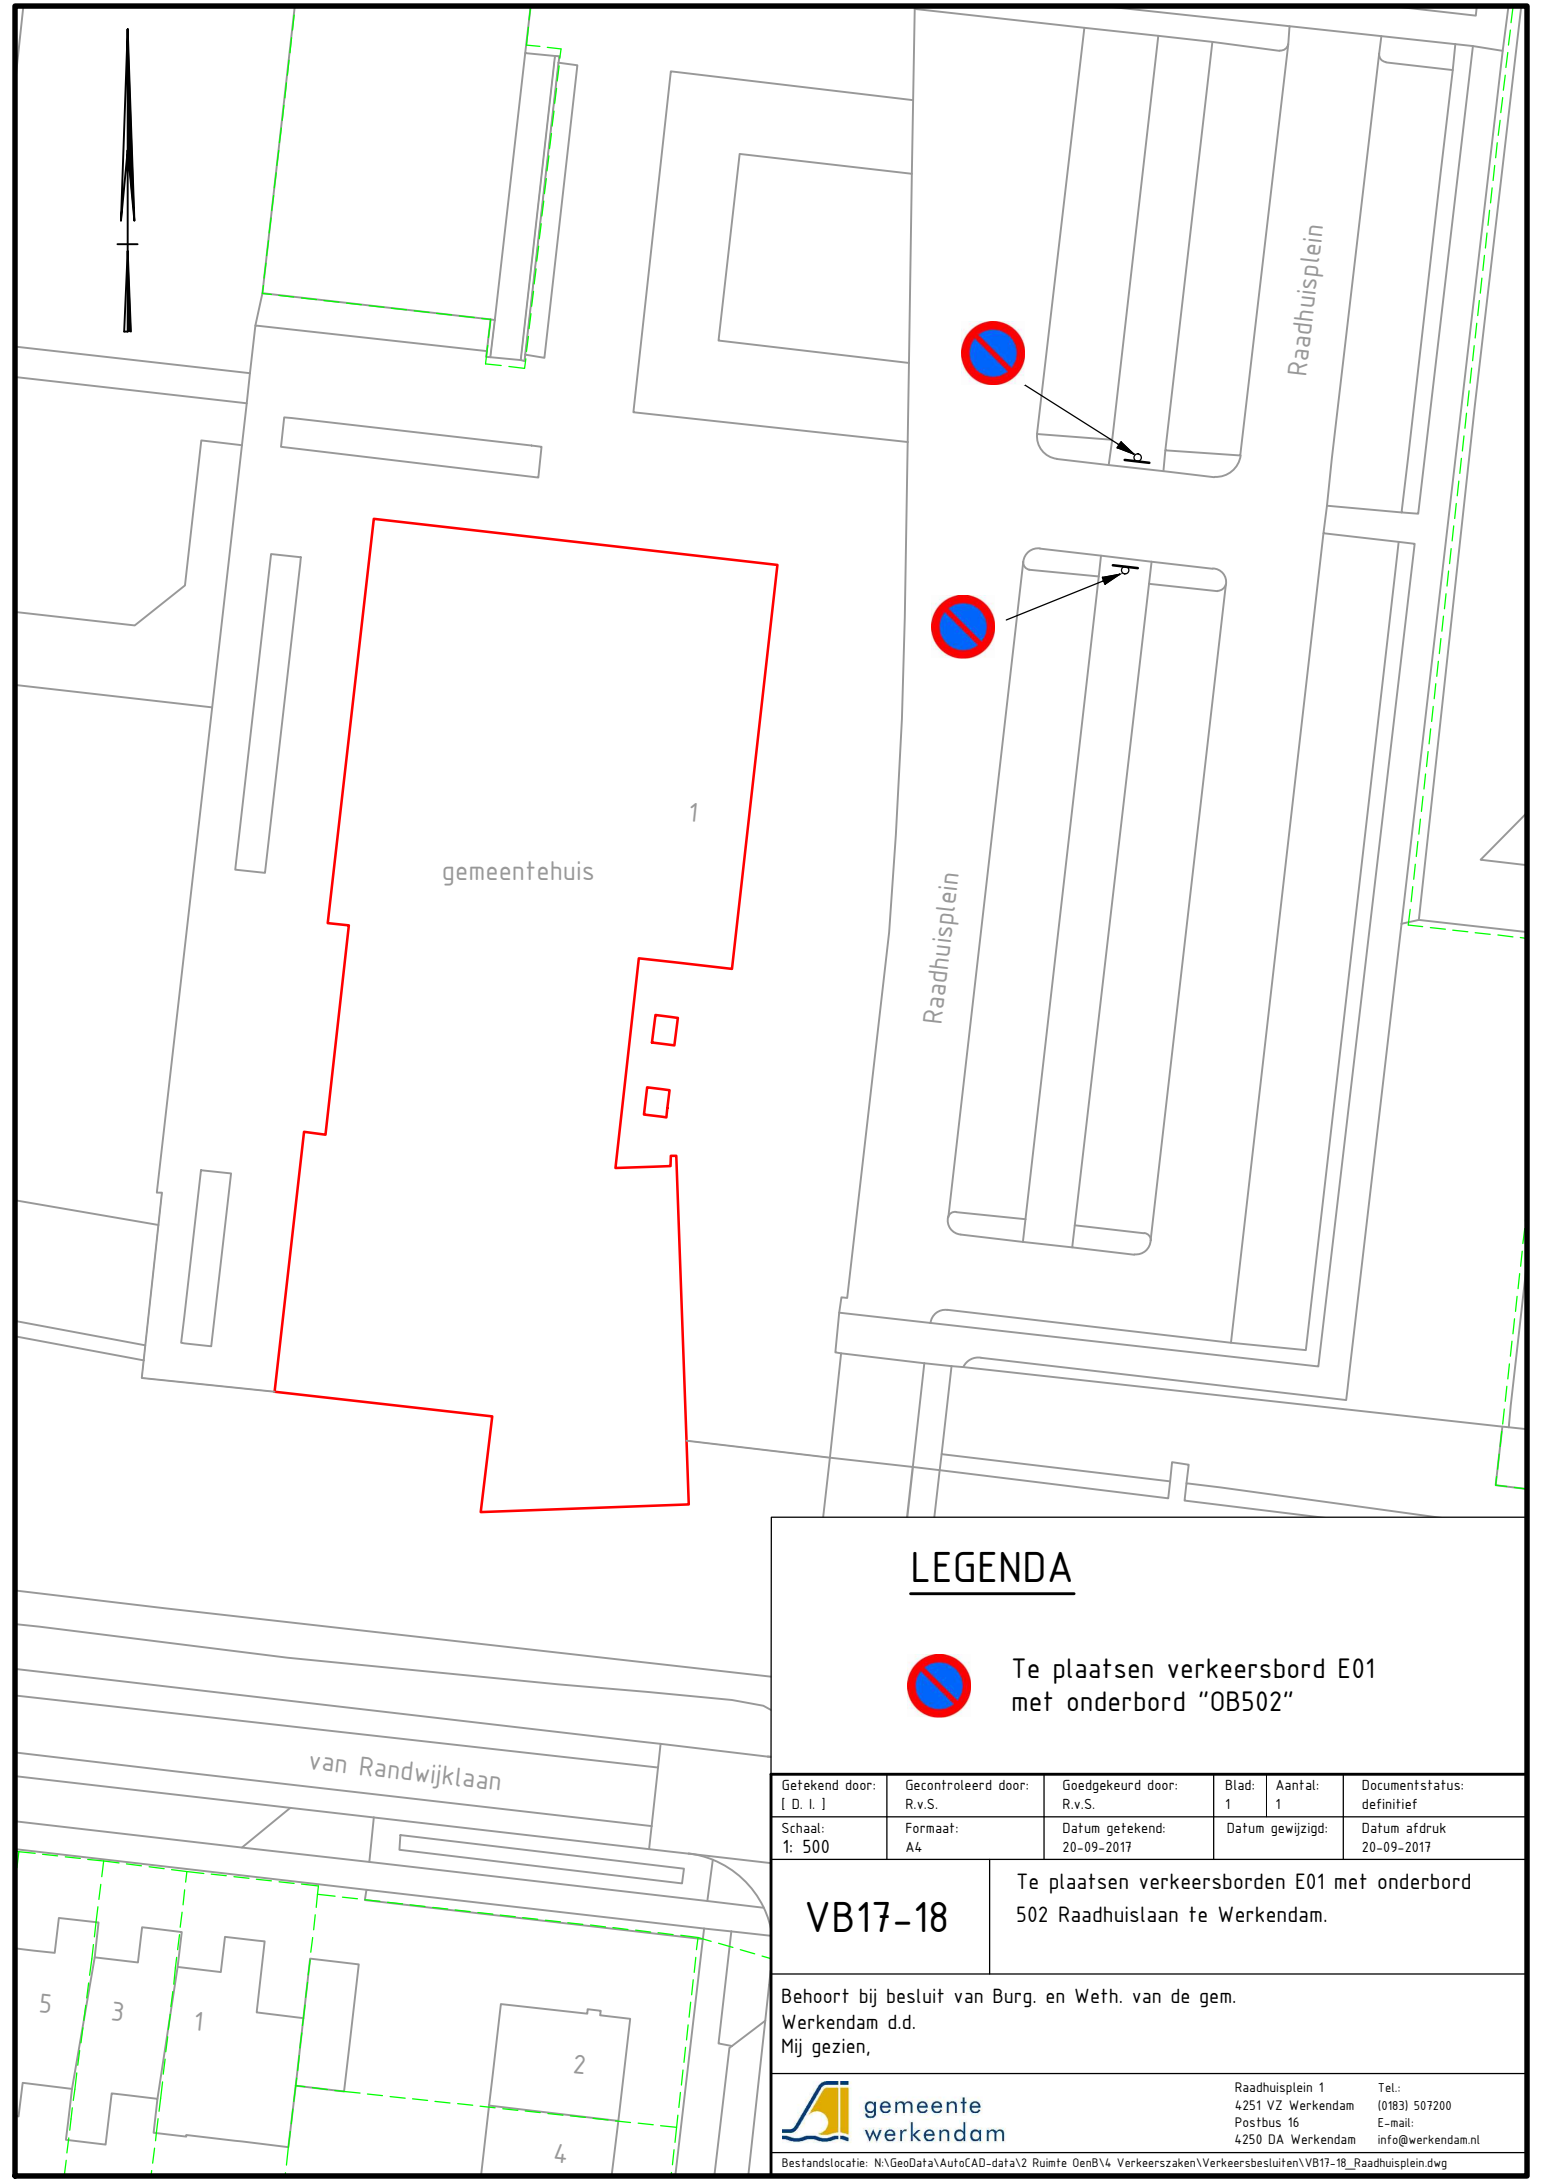 Raadhuisplein
1
gemeentehuis
Raadhuisplein
LEGENDA
Te plaatsen verkeersbord E01
met onderbord "OB502"
van Randwijklaan
Getekend door:
[ D. I. ]
Gecontroleerd door:
R.v.S.
Goedgekeurd door:
R.v.S.
Blad:
1
Aantal:
1
Documentstatus:
definitief
Schaal:
1: 500
Formaat:
A4
Datum getekend:
20-09-2017
Datum gewijzigd:
Datum afdruk
20-09-2017
VB17-18
Te plaatsen verkeersborden E01 met onderbord
502 Raadhuislaan te Werkendam.
5
3
1
2
4
Behoort bij besluit van Burg. en Weth. van de gem.
Werkendam d.d.
Mij gezien,
gemeente
werkendam
Raadhuisplein 1
4251 VZ Werkendam
Postbus 16
4250 DA Werkendam
Tel.:
(0183) 507200
E-mail:
info@werkendam.nl
Bestandslocatie: N:\GeoData\AutoCAD-data\2 Ruimte OenB\4 Verkeerszaken\Verkeersbesluiten\VB17-18_Raadhuisplein.dwg